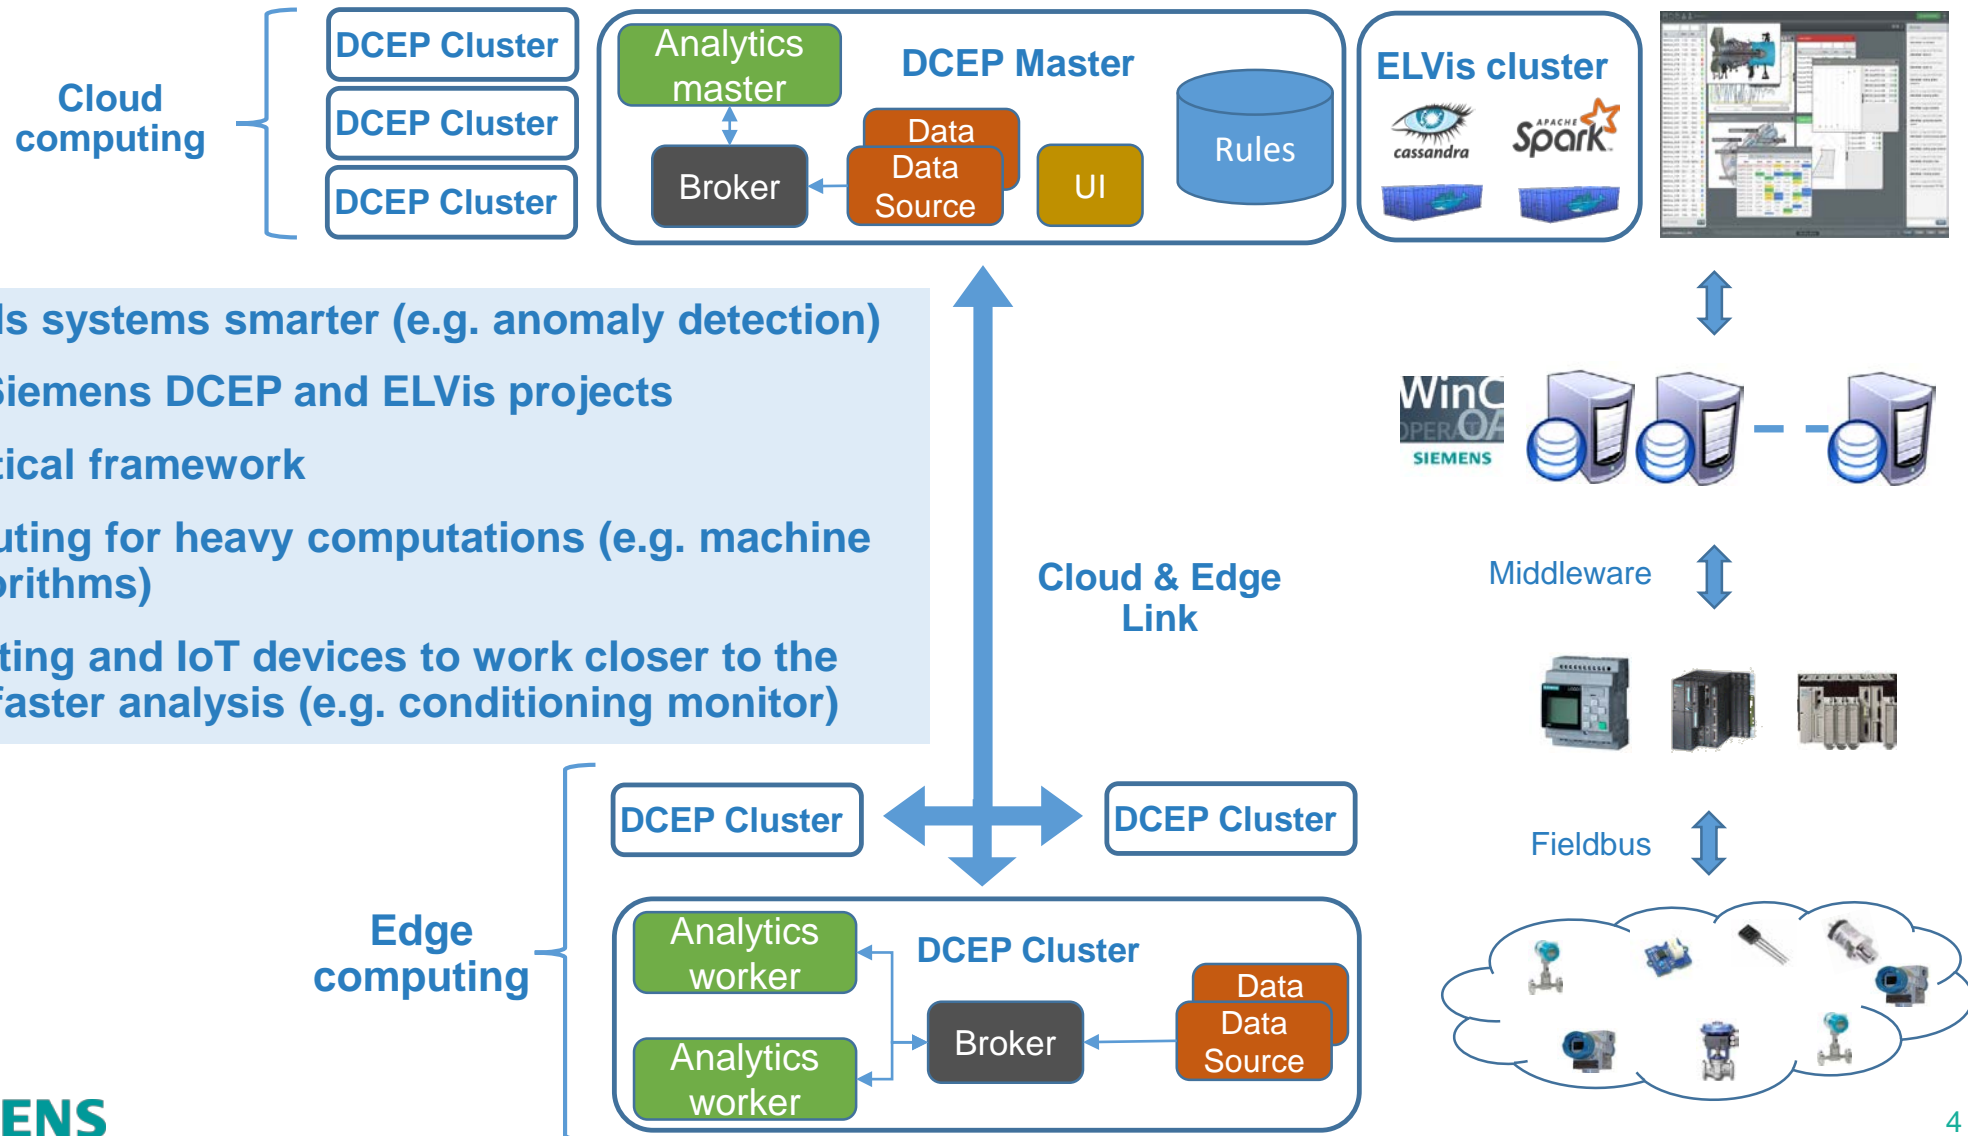 Cloud
computing
DCEP Cluster
DCEP Cluster
DCEP Cluster
Analytics
master
DCEP Master
Broker
Data
Data
Source
UI
Rules
ELVis cluster
cassandra
APACHE
Spark
ls systems smarter (e.g. anomaly detection)
Siemens DCEP and ELVis projects
tical framework
uting for heavy computations (e.g. machine
orithms)
ting and IoT devices to work closer to the
faster analysis (e.g. conditioning monitor)
Cloud & Edge
Link
WinC
OA
OPERAT
SIEMENS
Middleware
Fieldbus
DCEP Cluster
DCEP Cluster
Edge
computing
Analytics
worker
DCEP Cluster
Broker
Data
Data
Source
Analytics
worker
ENS
4